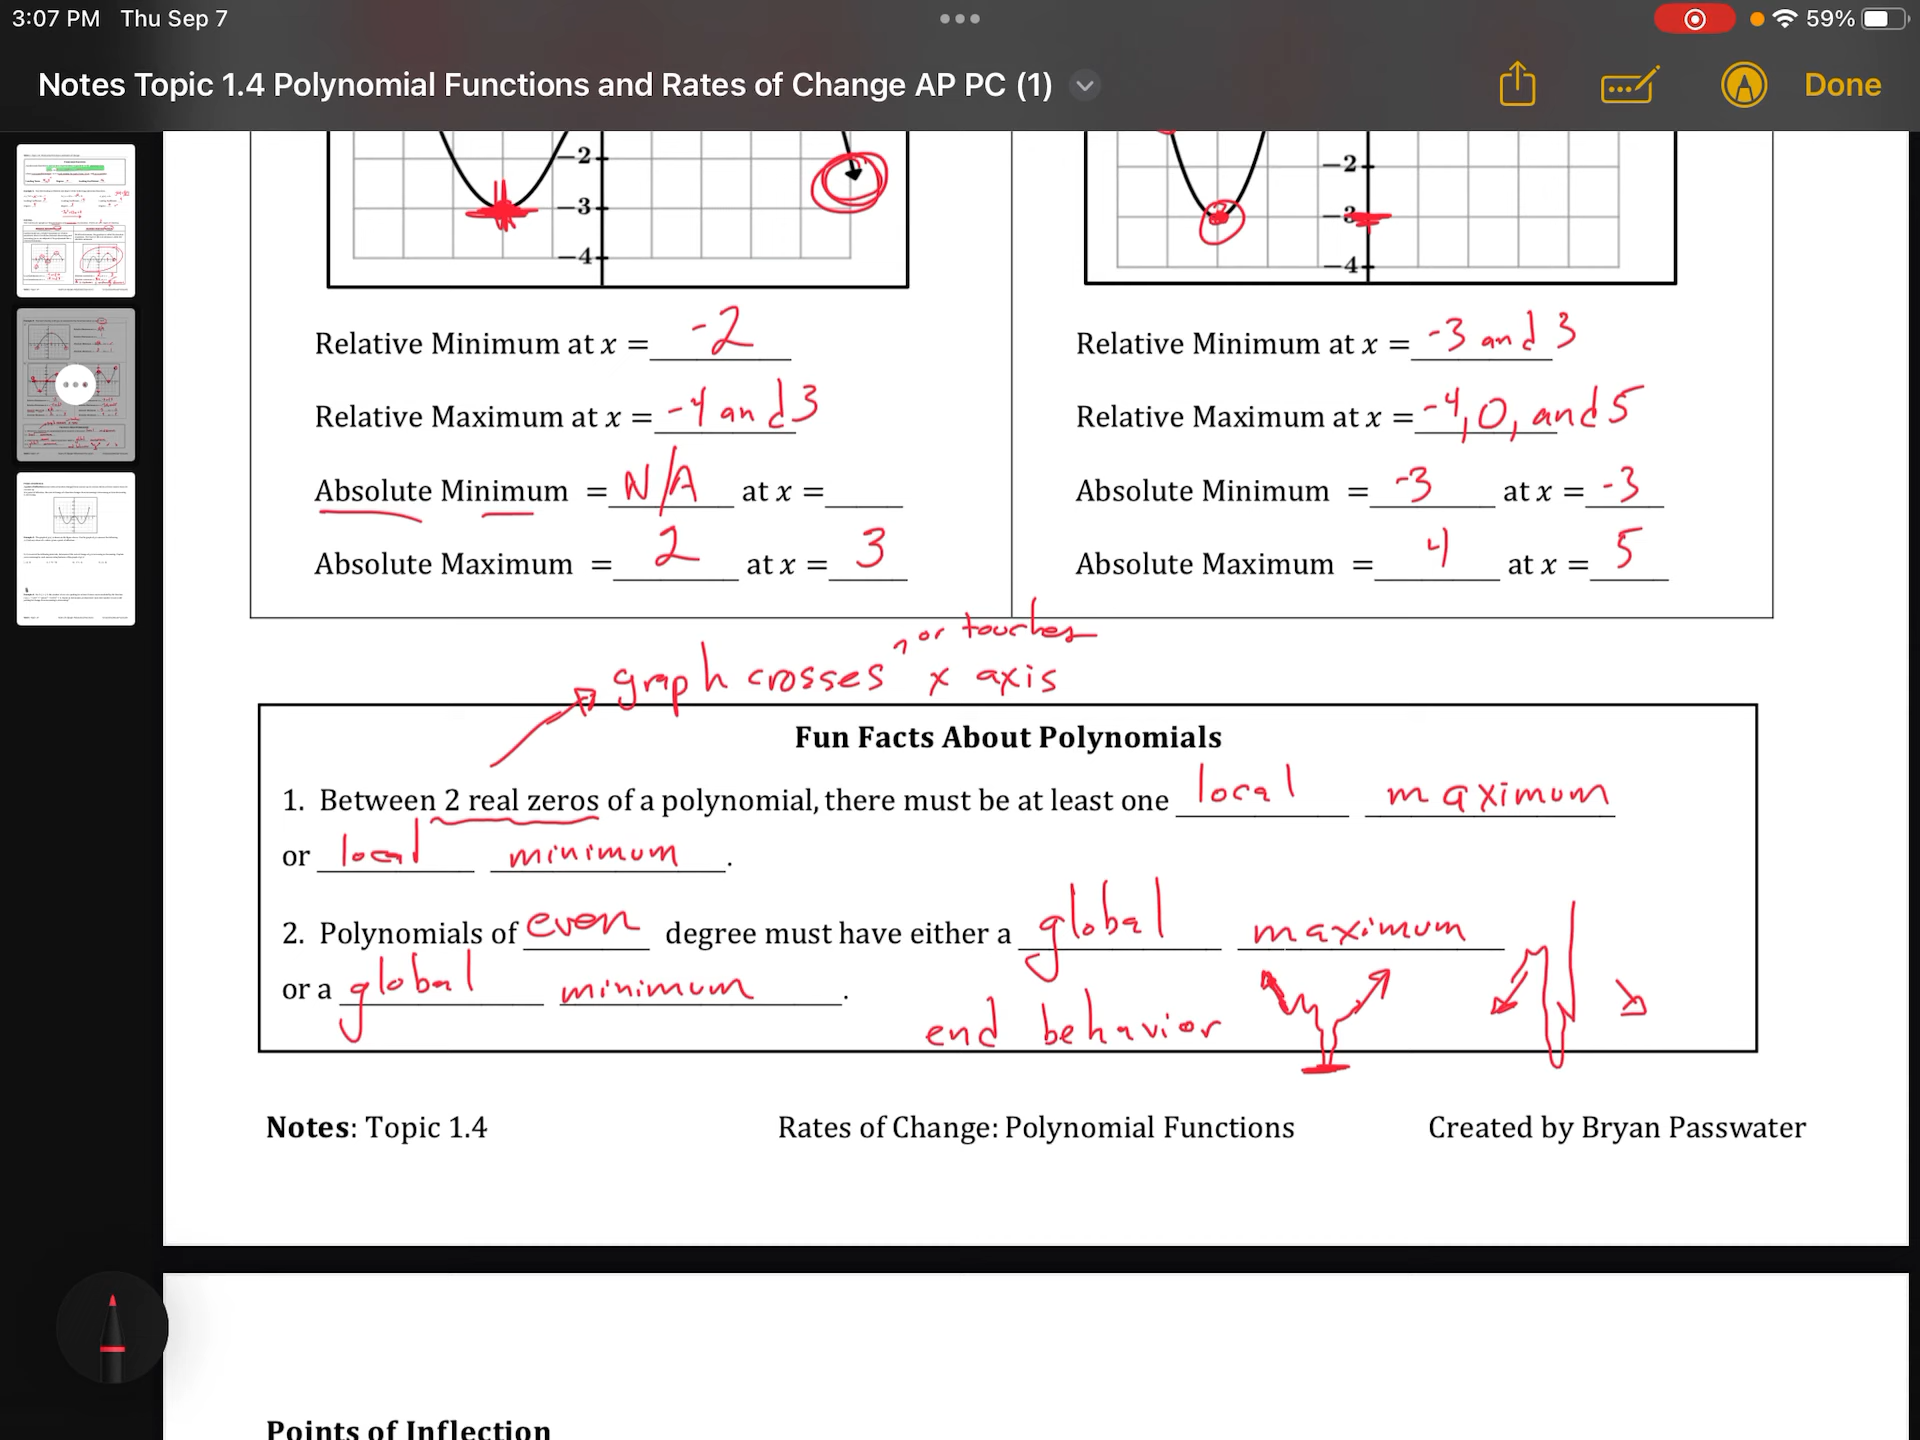 3:07 PM Thu Sep 7
59%
Notes Topic 1.4 Polynomial Functions and Rates of Change AP PC (1)
Done
−2
−3
−4
−2
−3
−4
Relative Minimum at x = -2
Relative Maximum at x = -4 and 3
Absolute Minimum = N/A at x =
Absolute Maximum = 2 at x = 3
Relative Minimum at x = -3 and 3
Relative Maximum at x = -4, 0, and 5
Absolute Minimum = -3 at x = -3
Absolute Maximum = 4 at x = 5
or touches
graph crosses x axis
Fun Facts About Polynomials
1. Between 2 real zeros of a polynomial, there must be at least one local maximum
or local minimum.
2. Polynomials of even degree must have either a global maximum
or a global minimum.
end behavior
Notes: Topic 1.4 Rates of Change: Polynomial Functions Created by Bryan Passwater
Points of Inflection